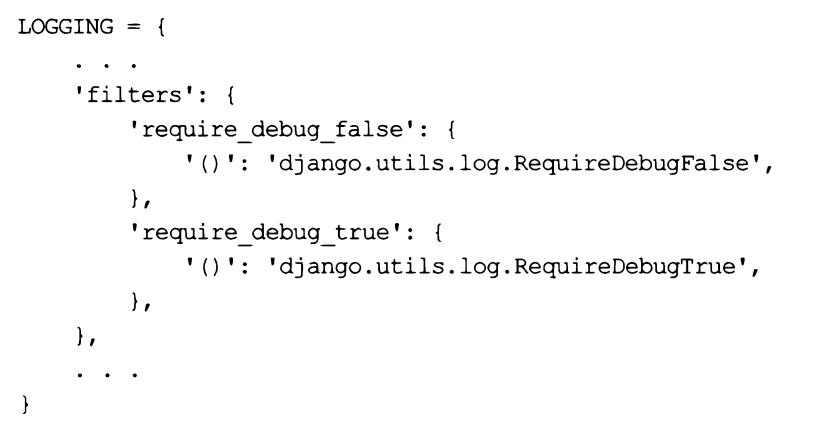 LOGGING = {
. . .
'filters': {
'require_debug_false': {
'()': 'django.utils.log.RequireDebugFalse',
},
'require_debug_true': {
'()': 'django.utils.log.RequireDebugTrue',
},
},
. . .
}